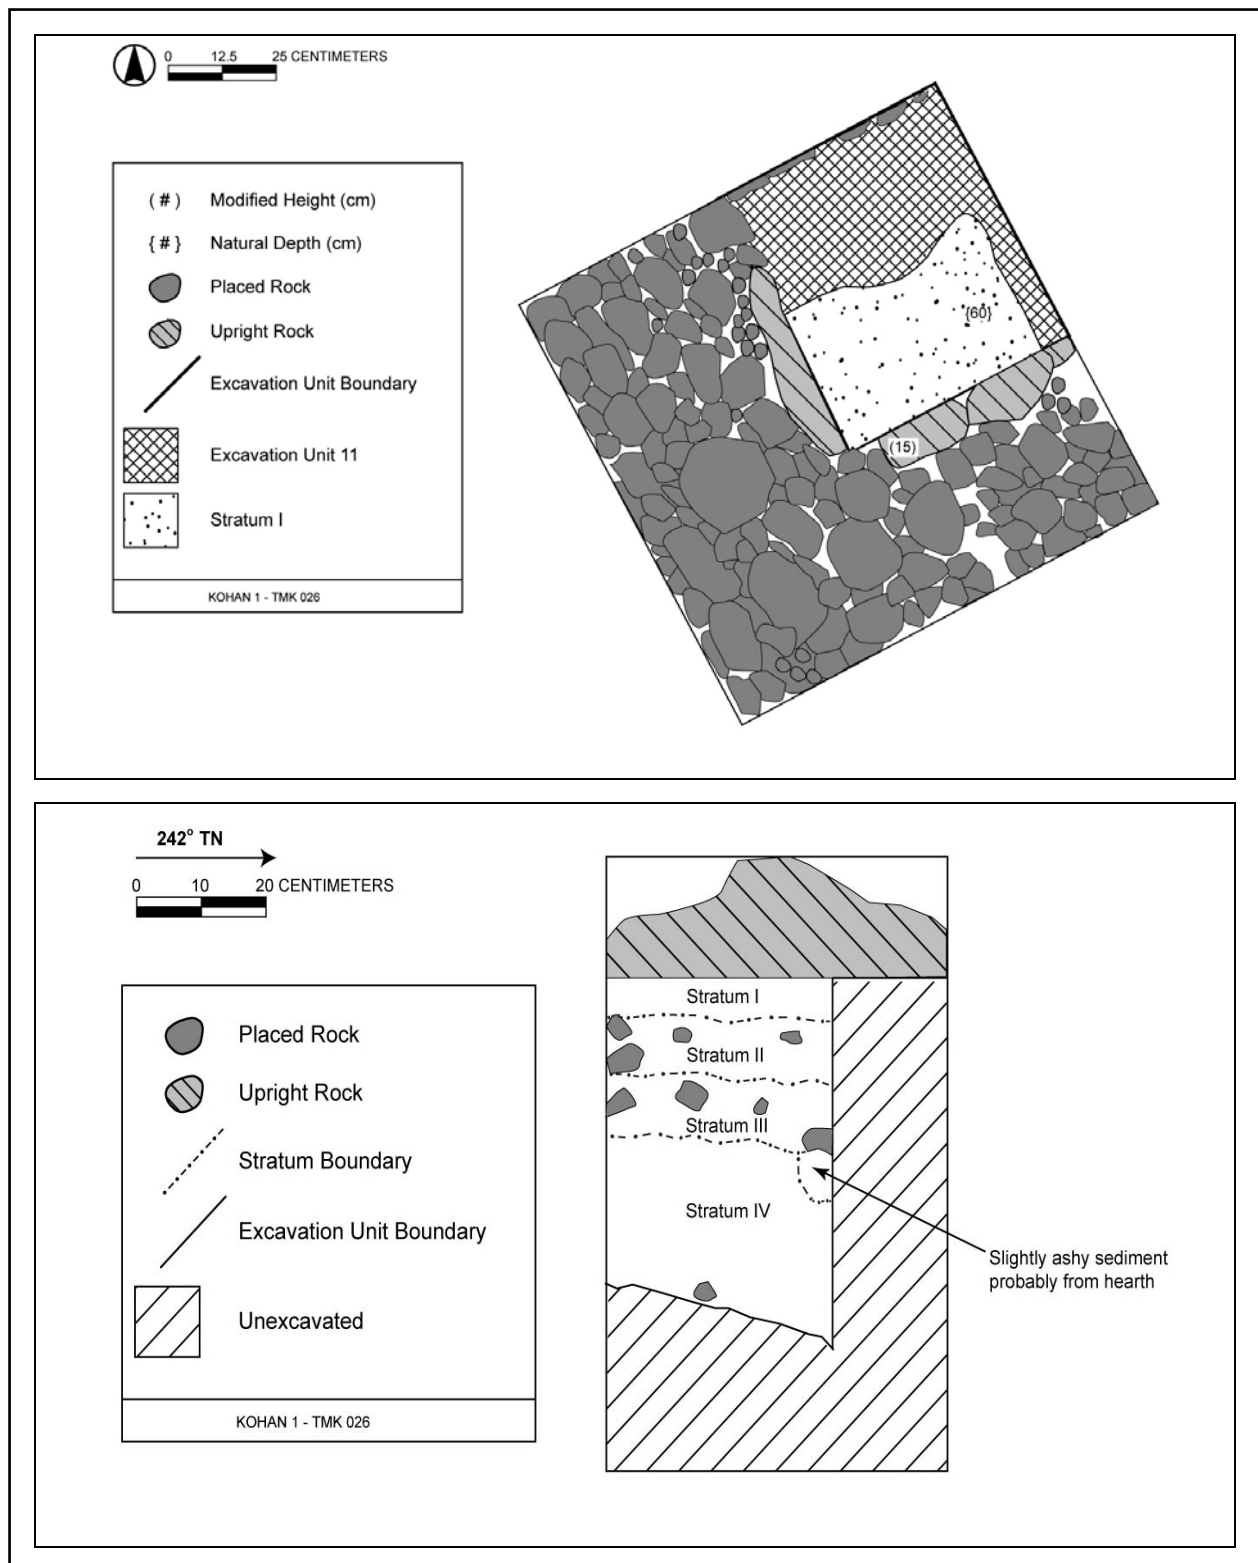 0 12.5 25 CENTIMETERS
( # ) Modified Height (cm)
{ # } Natural Depth (cm)
Placed Rock
Upright Rock
Excavation Unit Boundary
Excavation Unit 11
Stratum I
KOHAN 1 - TMK 026
{60}
(15)
242° TN
0 10 20 CENTIMETERS
Placed Rock
Upright Rock
Stratum Boundary
Excavation Unit Boundary
Unexcavated
KOHAN 1 - TMK 026
Stratum I
Stratum II
Stratum III
Stratum IV
Slightly ashy sediment
probably from hearth